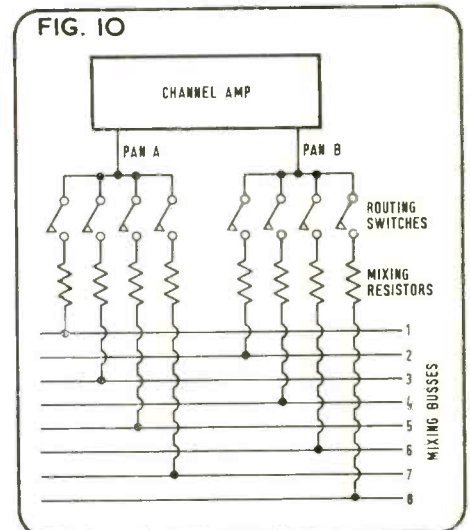 FIG. 10
CHANNEL AMP
PAN A
PAN B
ROUTING
SWITCHES
MIXING
RESISTORS
1
2
3
4
5
6
7
8
MIXING BUSSES